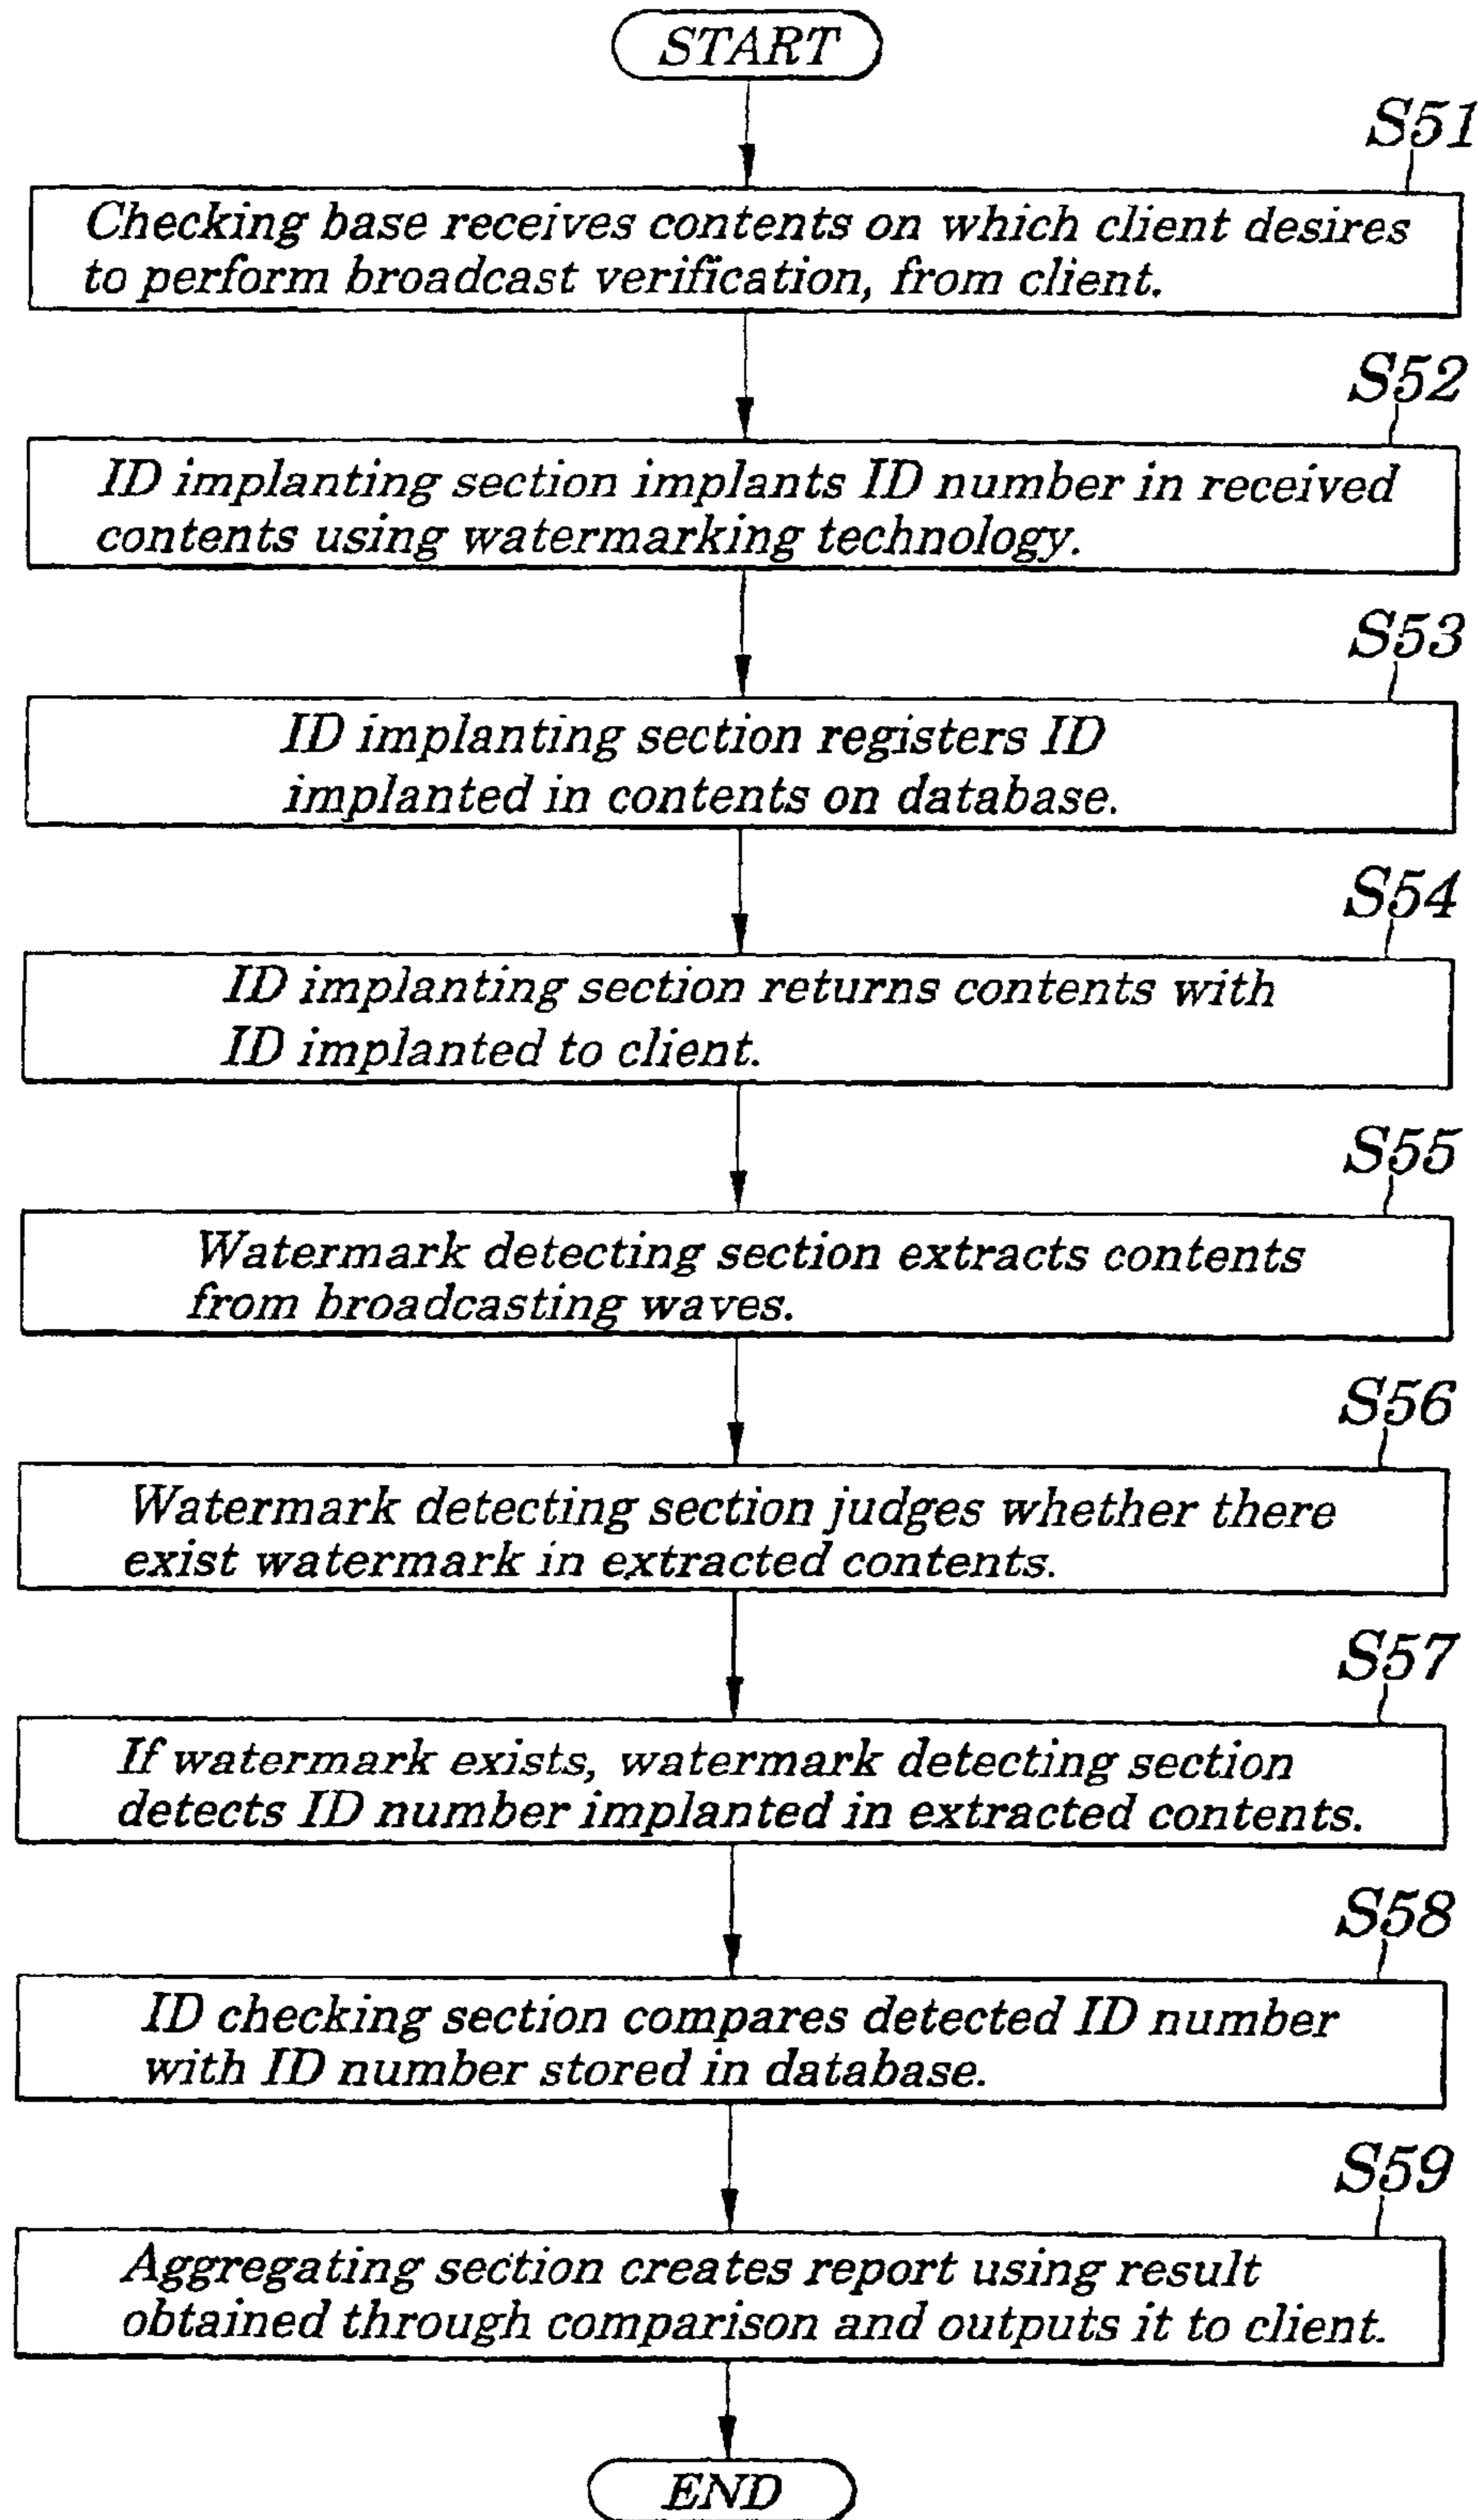 START
S51
Checking base receives contents on which client desires
to perform broadcast verification, from client.
S52
ID implanting section implants ID number in received
contents using watermarking technology.
S53
ID implanting section registers ID
implanted in contents on database.
S54
ID implanting section returns contents with
ID implanted to client.
S55
Watermark detecting section extracts contents
from broadcasting waves.
S56
Watermark detecting section judges whether there
exist watermark in extracted contents.
S57
If watermark exists, watermark detecting section
detects ID number implanted in extracted contents.
S58
ID checking section compares detected ID number
with ID number stored in database.
S59
Aggregating section creates report using result
obtained through comparison and outputs it to client.
END